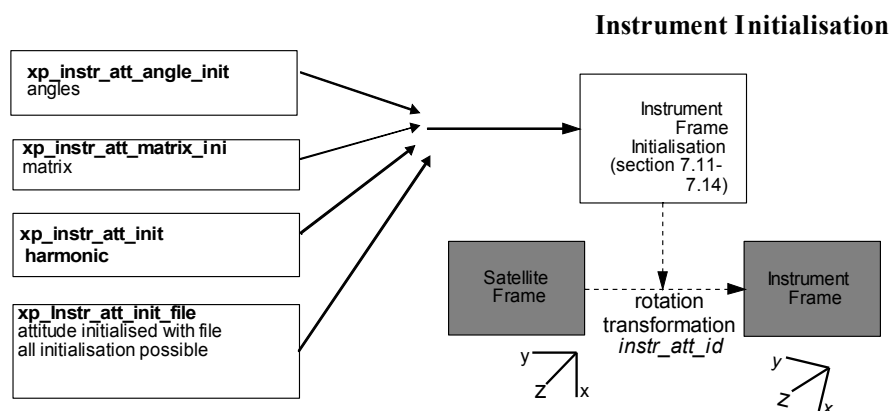 Instrument Initialisation
xp_instr_att_angle_init
angles
xp_instr_att_matrix_ini
matrix
xp_instr_att_init
harmonic
xp_Instr_att_init_file
attitude initialised with file
all initialisation possible
Instrument
Frame
Initialisation
(section 7.11-
7.14)
Satellite
Frame
rotation
transformation
instr_att_id
Instrument
Frame
y
z
x
y
z
x